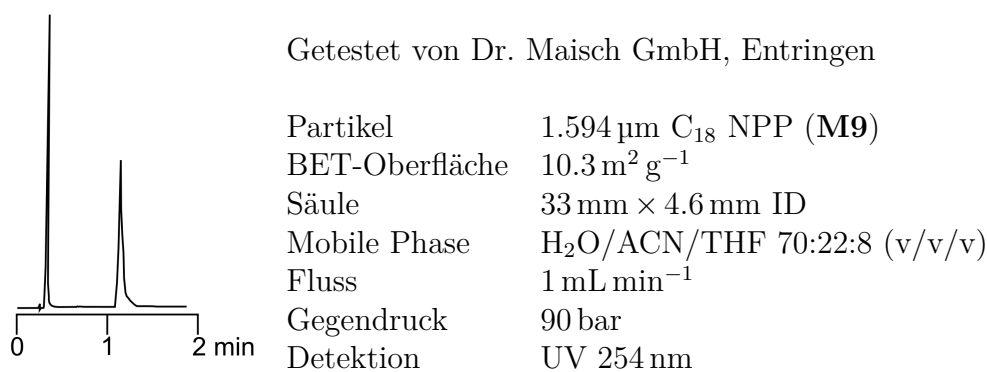 Getestet von Dr. Maisch GmbH, Entringen
Partikel 1.594 µm C₁₈ NPP (M9)
BET-Oberfläche 10.3 m² g⁻¹
Säule 33 mm × 4.6 mm ID
Mobile Phase H₂O/ACN/THF 70:22:8 (v/v/v)
Fluss 1 mL min⁻¹
Gegendruck 90 bar
Detektion UV 254 nm
0 1 2 min